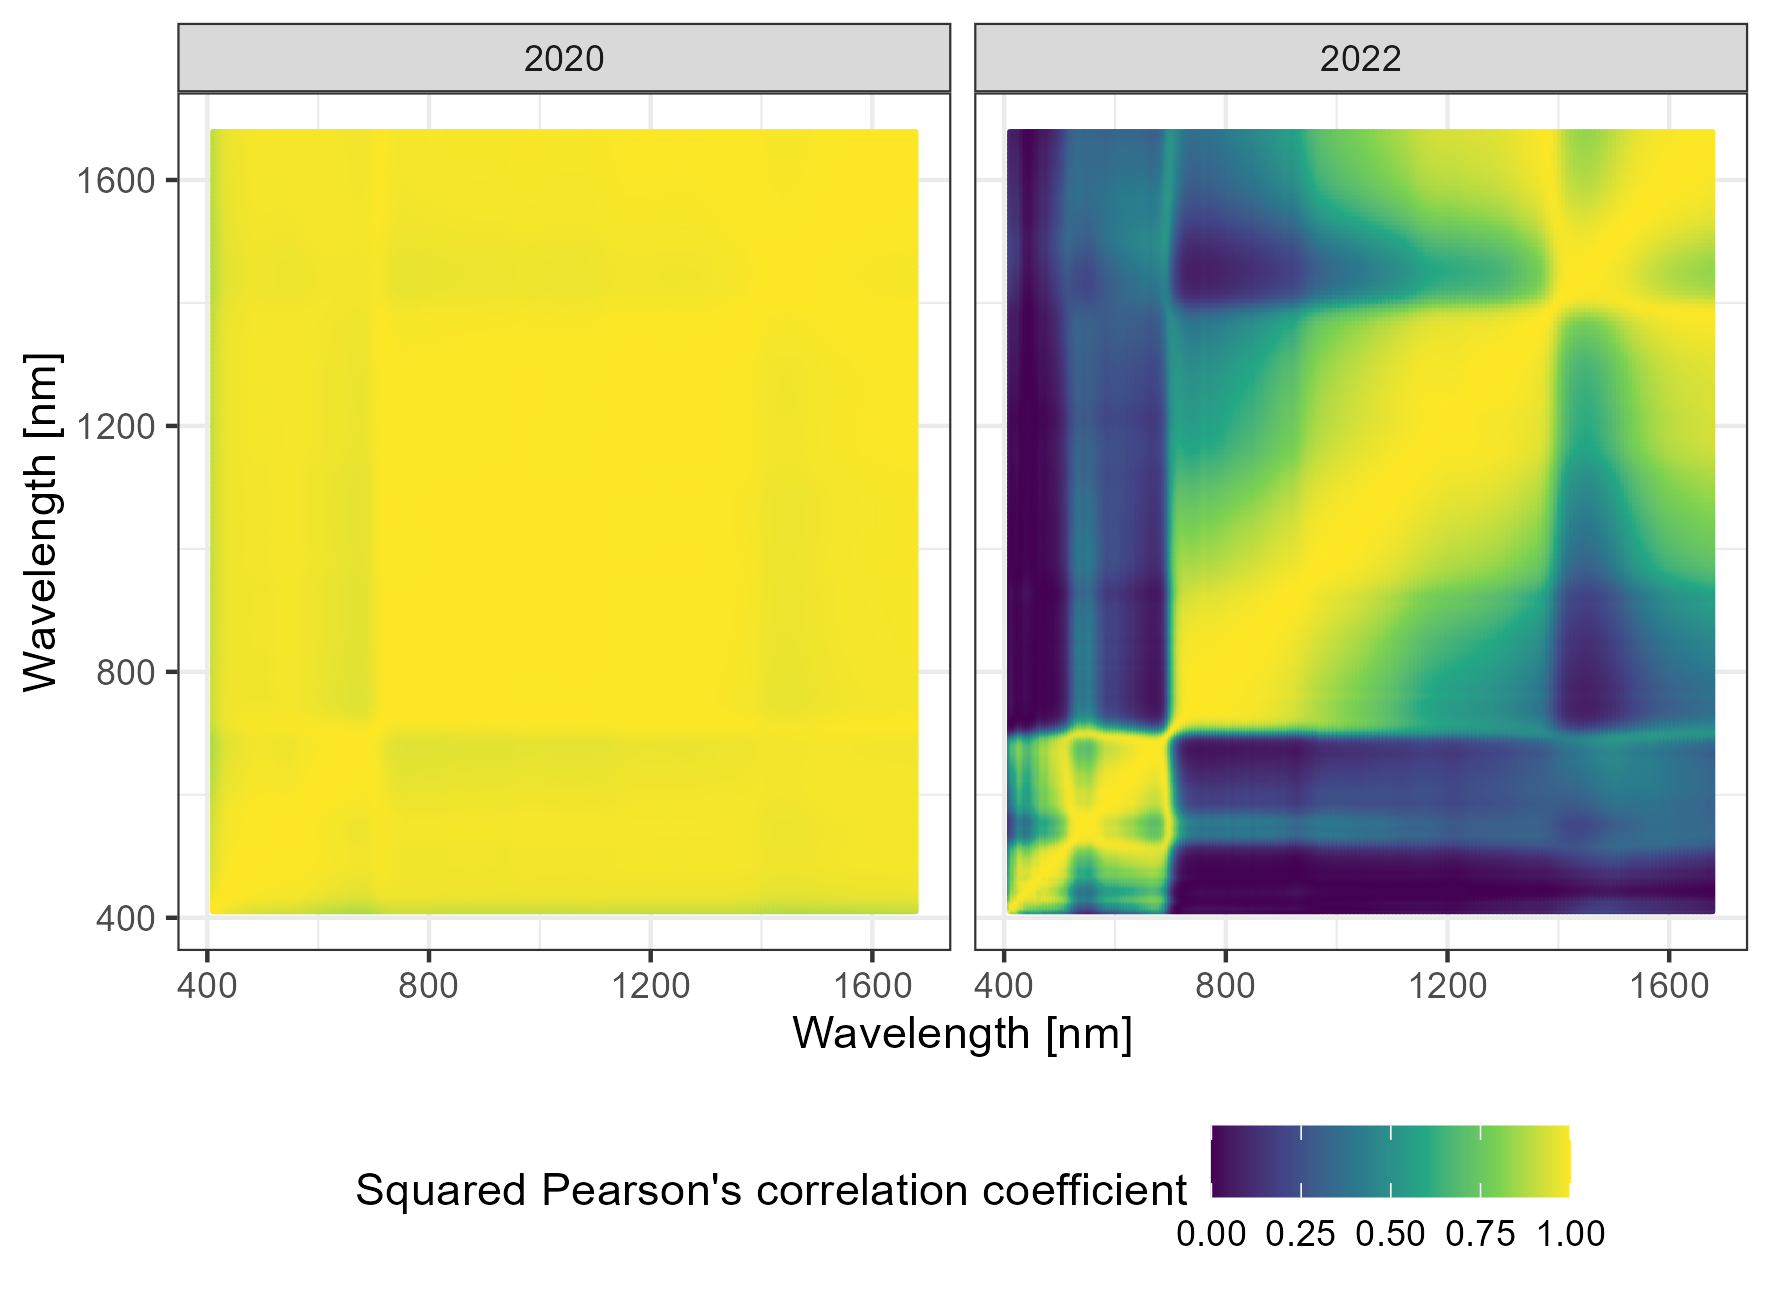 2020 2022
1600
1200
800
400
Wavelength [nm]
400 800 1200 1600 400 800 1200 1600
Wavelength [nm]
Squared Pearson's correlation coefficient
0.00 0.25 0.50 0.75 1.00